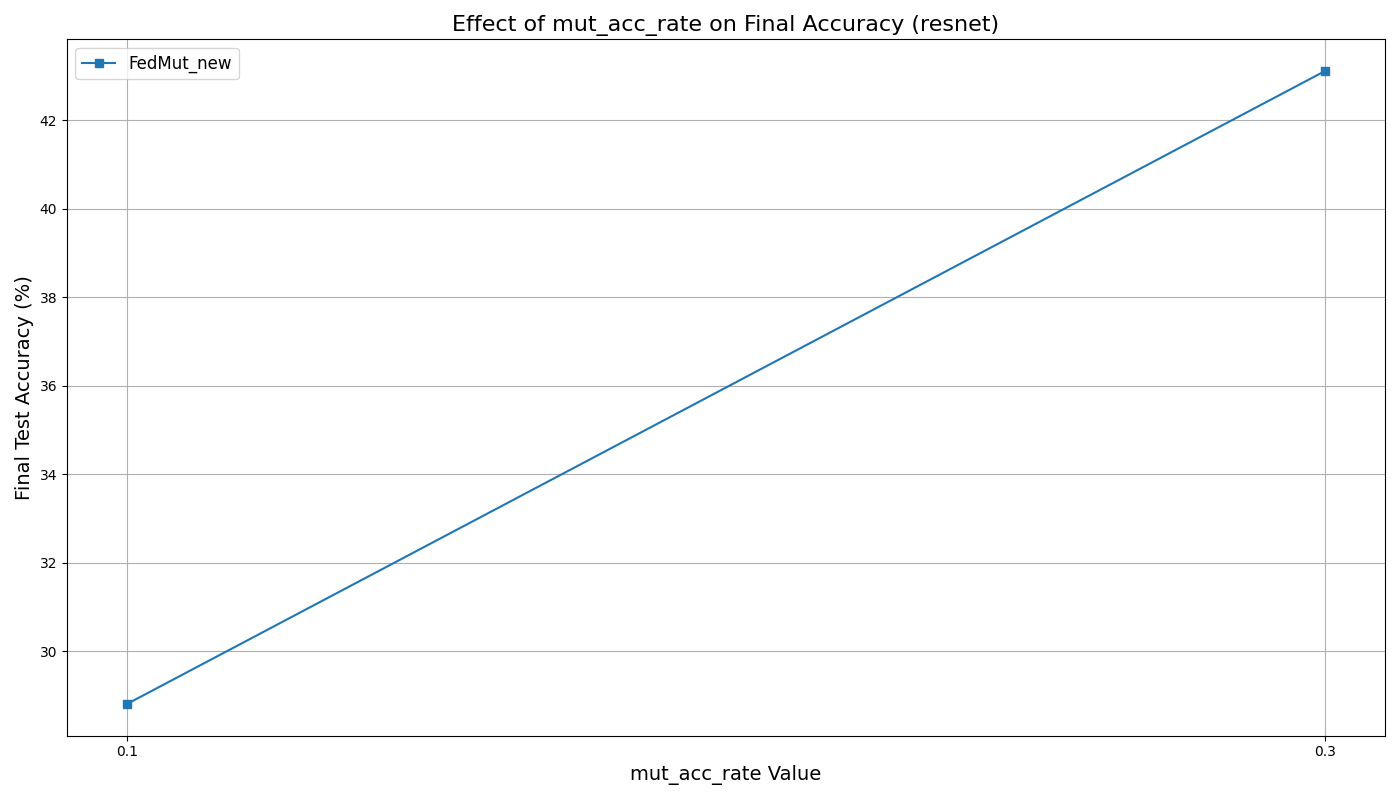 Effect of mut_acc_rate on Final Accuracy (resnet)
FedMut_new
Final Test Accuracy (%)
42
40
38
36
34
32
30
0.1
0.3
mut_acc_rate Value